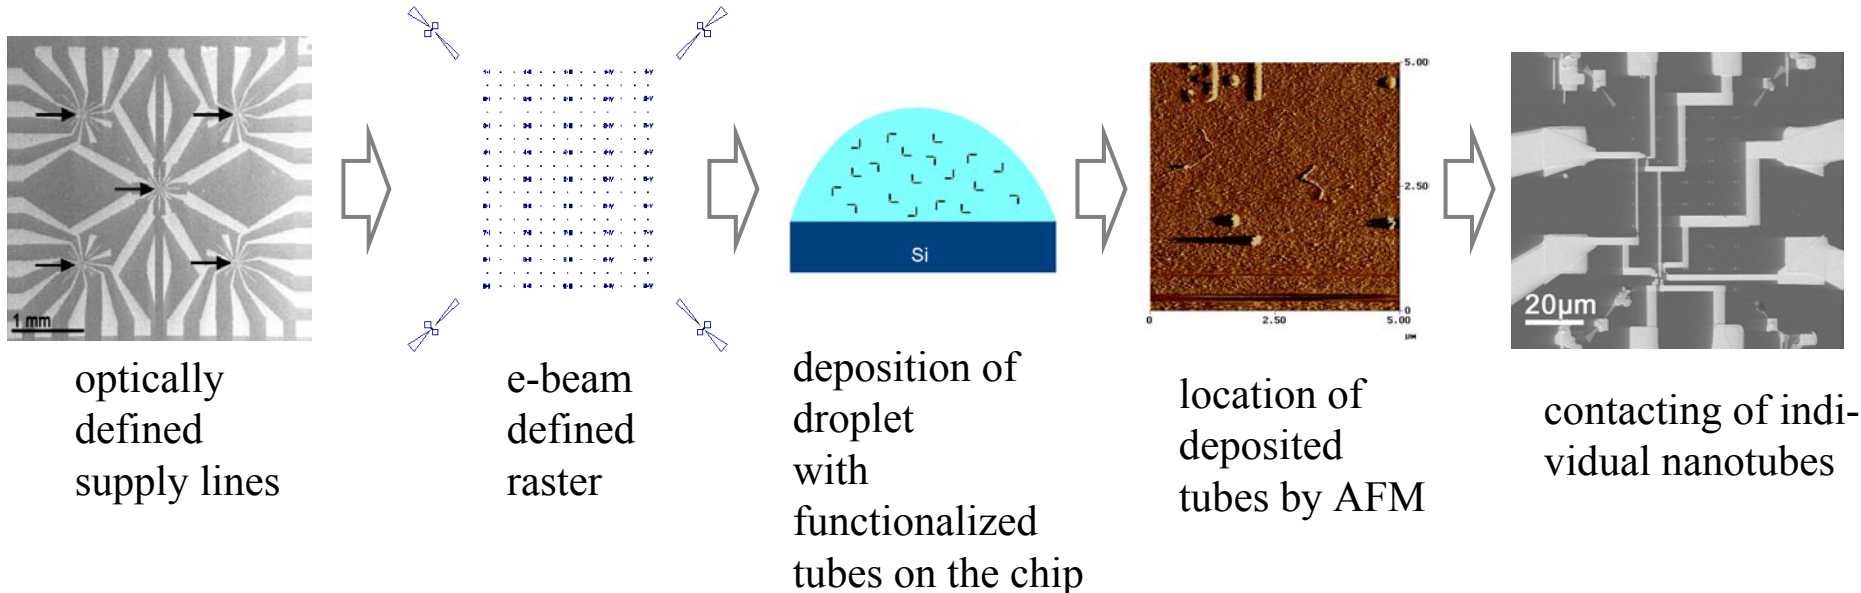 1 mm
optically
defined
supply lines
e-beam
defined
raster
Si
deposition of
droplet
with
functionalized
tubes on the chip
5.00
2.50
0
0
2.50
5.00
µM
location of
deposited
tubes by AFM
20µm
contacting of indi-
vidual nanotubes